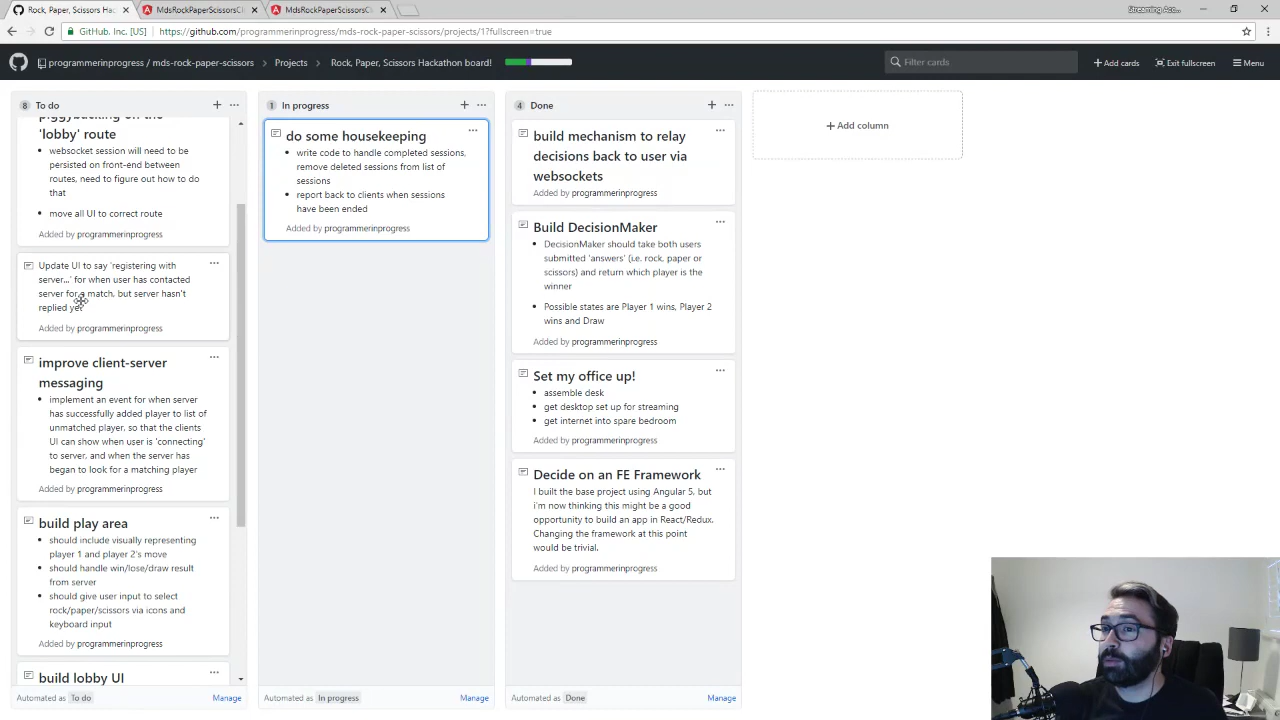 Rock, Paper, Scissors Hac
MdsRockPaperScissorsCl
MdsRockPaperScissorsCl
Streaming Acc...
GitHub, Inc. [US]
https://github.com/programmerinprogress/mds-rock-paper-scissors/projects/1?fullscreen=true
programmerinprogress / mds-rock-paper-scissors
Projects
Rock, Paper, Scissors Hackathon board!
Filter cards
Add cards
Exit fullscreen
Menu
8 To do
piggybacking on the
'lobby' route
websocket session will need to be
persisted on front-end between
routes, need to figure out how to do
that
move all UI to correct route
Added by programmerinprogress
Update UI to say 'registering with
server...' for when user has contacted
server for a match, but server hasn't
replied yet
Added by programmerinprogress
improve client-server
messaging
implement an event for when server
has successfully added player to list of
unmatched player, so that the clients
UI can show when user is 'connecting'
to server, and when the server has
began to look for a matching player
Added by programmerinprogress
build play area
should include visually representing
player 1 and player 2's move
should handle win/lose/draw result
from server
should give user input to select
rock/paper/scissors via icons and
keyboard input
Added by programmerinprogress
build lobby UI
Automated as To do
Manage
1 In progress
do some housekeeping
write code to handle completed sessions,
remove deleted sessions from list of
sessions
report back to clients when sessions
have been ended
Added by programmerinprogress
Automated as In progress
Manage
4 Done
build mechanism to relay
decisions back to user via
websockets
Added by programmerinprogress
Build DecisionMaker
DecisionMaker should take both users
submitted 'answers' (i.e. rock, paper or
scissors) and return which player is the
winner
Possible states are Player 1 wins, Player 2
wins and Draw
Added by programmerinprogress
Set my office up!
assemble desk
get desktop set up for streaming
get internet into spare bedroom
Added by programmerinprogress
Decide on an FE Framework
I built the base project using Angular 5, but
i'm now thinking this might be a good
opportunity to build an app in React/Redux.
Changing the framework at this point
would be trivial.
Added by programmerinprogress
Automated as Done
Manage
Add column